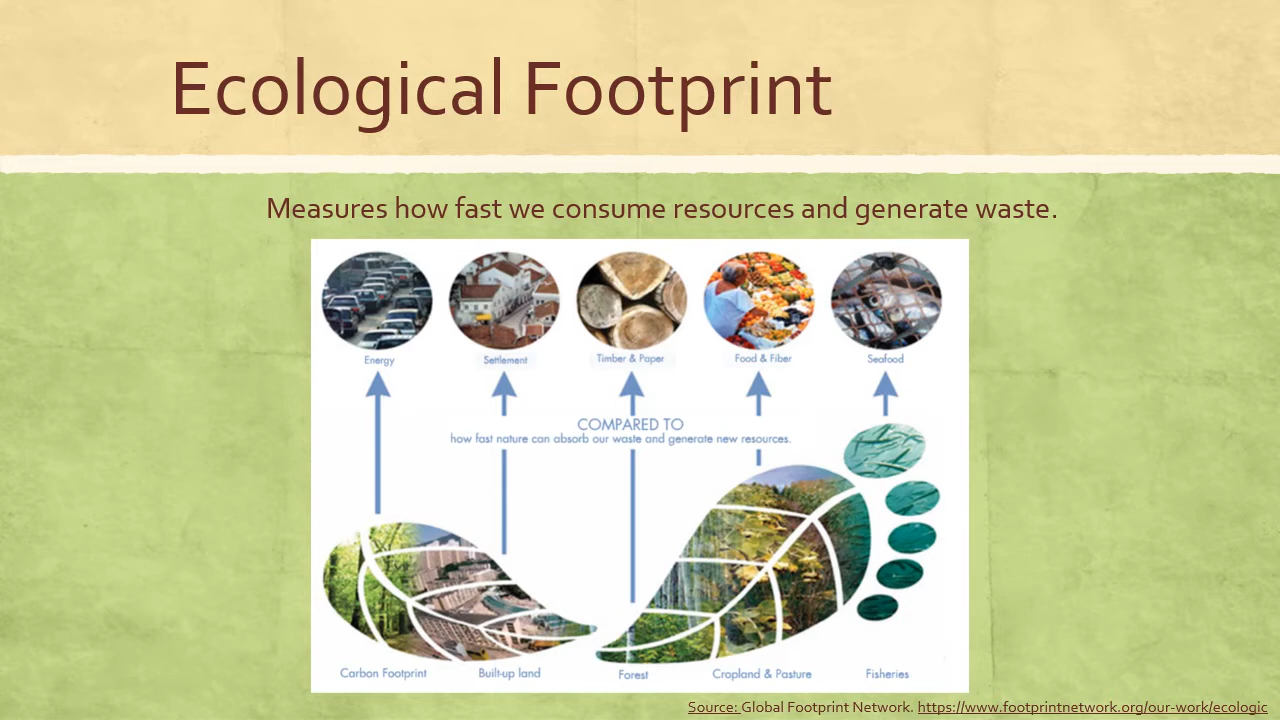 Ecological Footprint
Measures how fast we consume resources and generate waste.
Energy Settlement Timber & Paper Food & Fiber Seafood
COMPARED TO
how fast nature can absorb our waste and generate new resources.
Carbon Footprint Built-up land Forest Cropland & Pasture Fisheries
Source: Global Footprint Network. https://www.footprintnetwork.org/our-work/ecologic